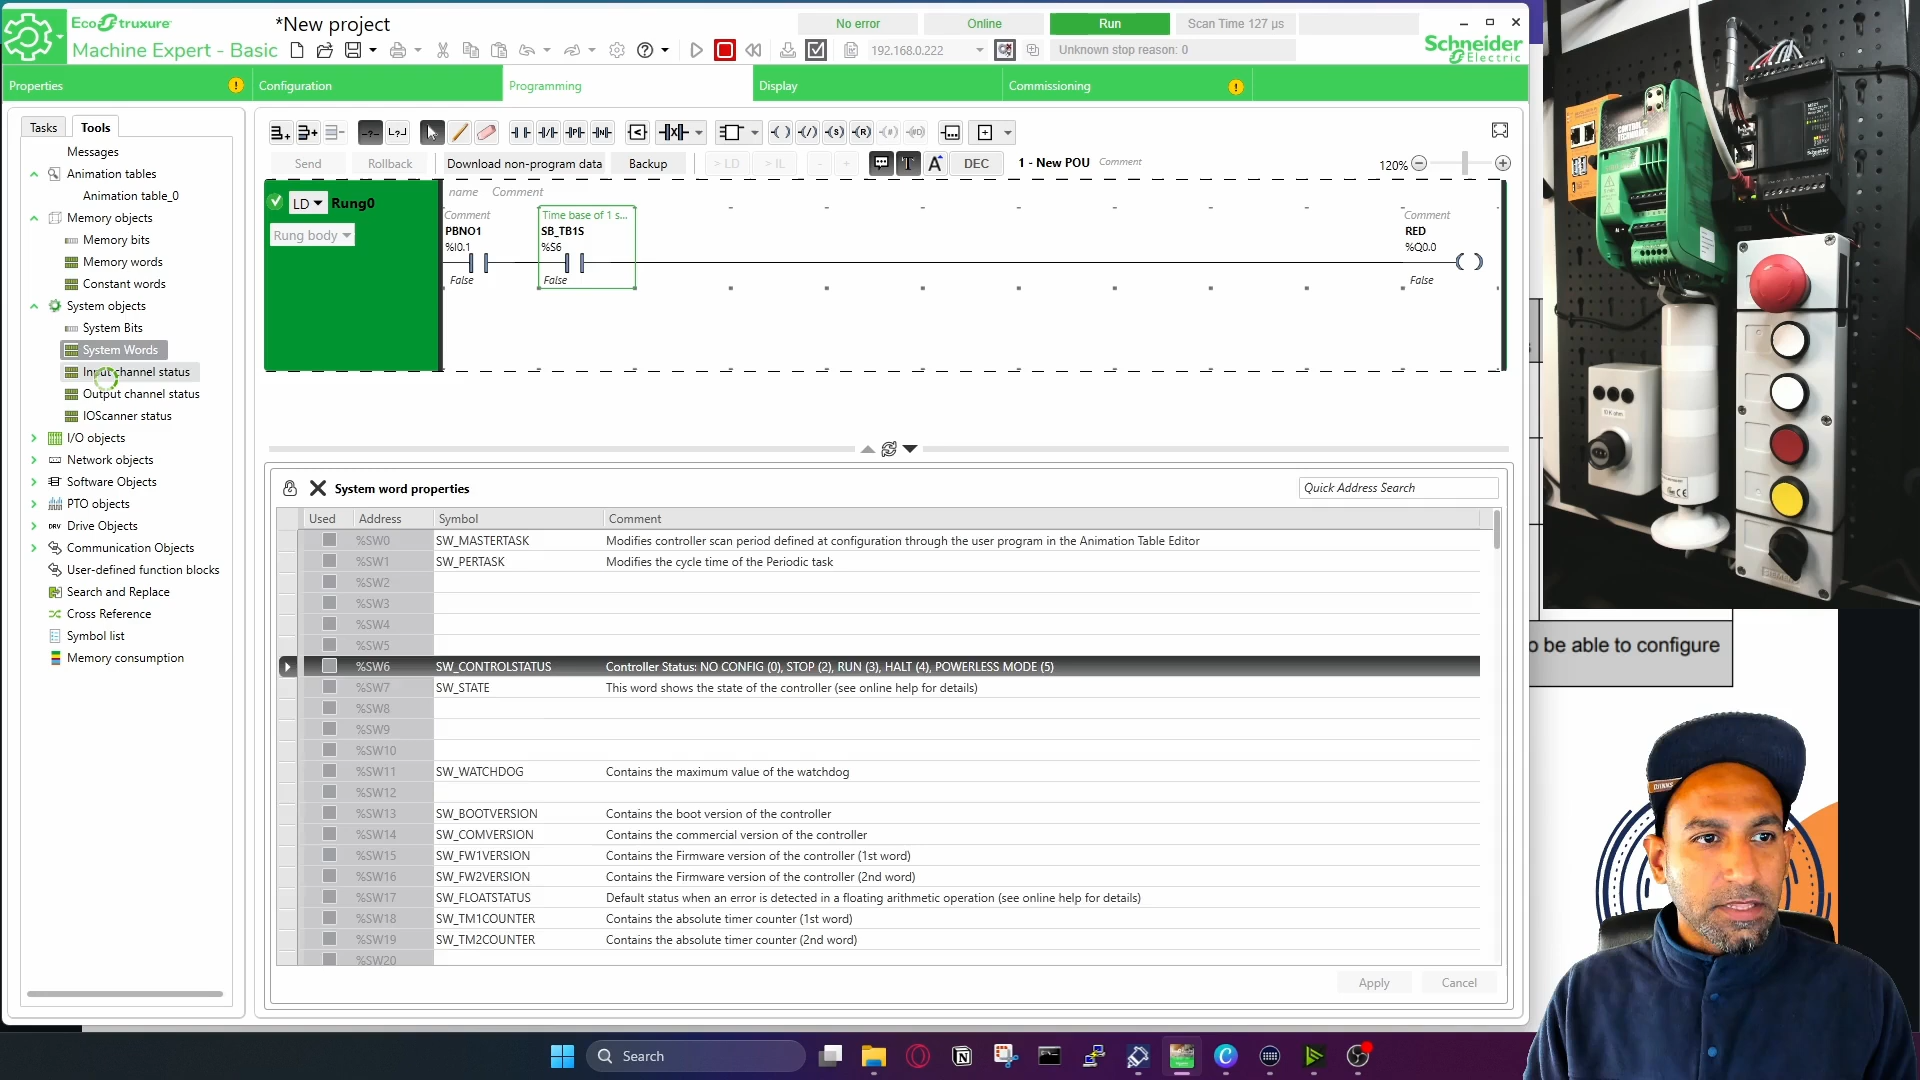 EcoStruxure
Machine Expert - Basic
*New project
No error
Online
Run
Scan Time 127 µs
192.168.0.222
Unknown stop reason: 0
Schneider
Electric
Properties
Configuration
Programming
Display
Commissioning
Tasks
Tools
Messages
Animation tables
Animation table_0
Memory objects
Memory bits
Memory words
Constant words
System objects
System Bits
System Words
Input channel status
Output channel status
IOScanner status
I/O objects
Network objects
Software Objects
PTO objects
DRV Drive Objects
Communication Objects
User-defined function blocks
Search and Replace
Cross Reference
Symbol list
Memory consumption
Send
Rollback
Download non-program data
Backup
> LD
> IL
DEC
1 - New POU
Comment
120%
LD
Rung0
Rung body
name
Comment
Comment
PBNO1
%I0.1
False
Time base of 1 s...
SB_TB1S
%S6
False
Comment
RED
%Q0.0
False
System word properties
Quick Address Search
Used Address Symbol Comment
%SW0 SW_MASTERTASK Modifies controller scan period defined at configuration through the user program in the Animation Table Editor
%SW1 SW_PERTASK Modifies the cycle time of the Periodic task
%SW2
%SW3
%SW4
%SW5
%SW6 SW_CONTROLSTATUS Controller Status: NO CONFIG (0), STOP (2), RUN (3), HALT (4), POWERLESS MODE (5)
%SW7 SW_STATE This word shows the state of the controller (see online help for details)
%SW8
%SW9
%SW10
%SW11 SW_WATCHDOG Contains the maximum value of the watchdog
%SW12
%SW13 SW_BOOTVERSION Contains the boot version of the controller
%SW14 SW_COMVERSION Contains the commercial version of the controller
%SW15 SW_FW1VERSION Contains the Firmware version of the controller (1st word)
%SW16 SW_FW2VERSION Contains the Firmware version of the controller (2nd word)
%SW17 SW_FLOATSTATUS Default status when an error is detected in a floating arithmetic operation (see online help for details)
%SW18 SW_TM1COUNTER Contains the absolute timer counter (1st word)
%SW19 SW_TM2COUNTER Contains the absolute timer counter (2nd word)
%SW20
Apply
Cancel
o be able to configure
Search